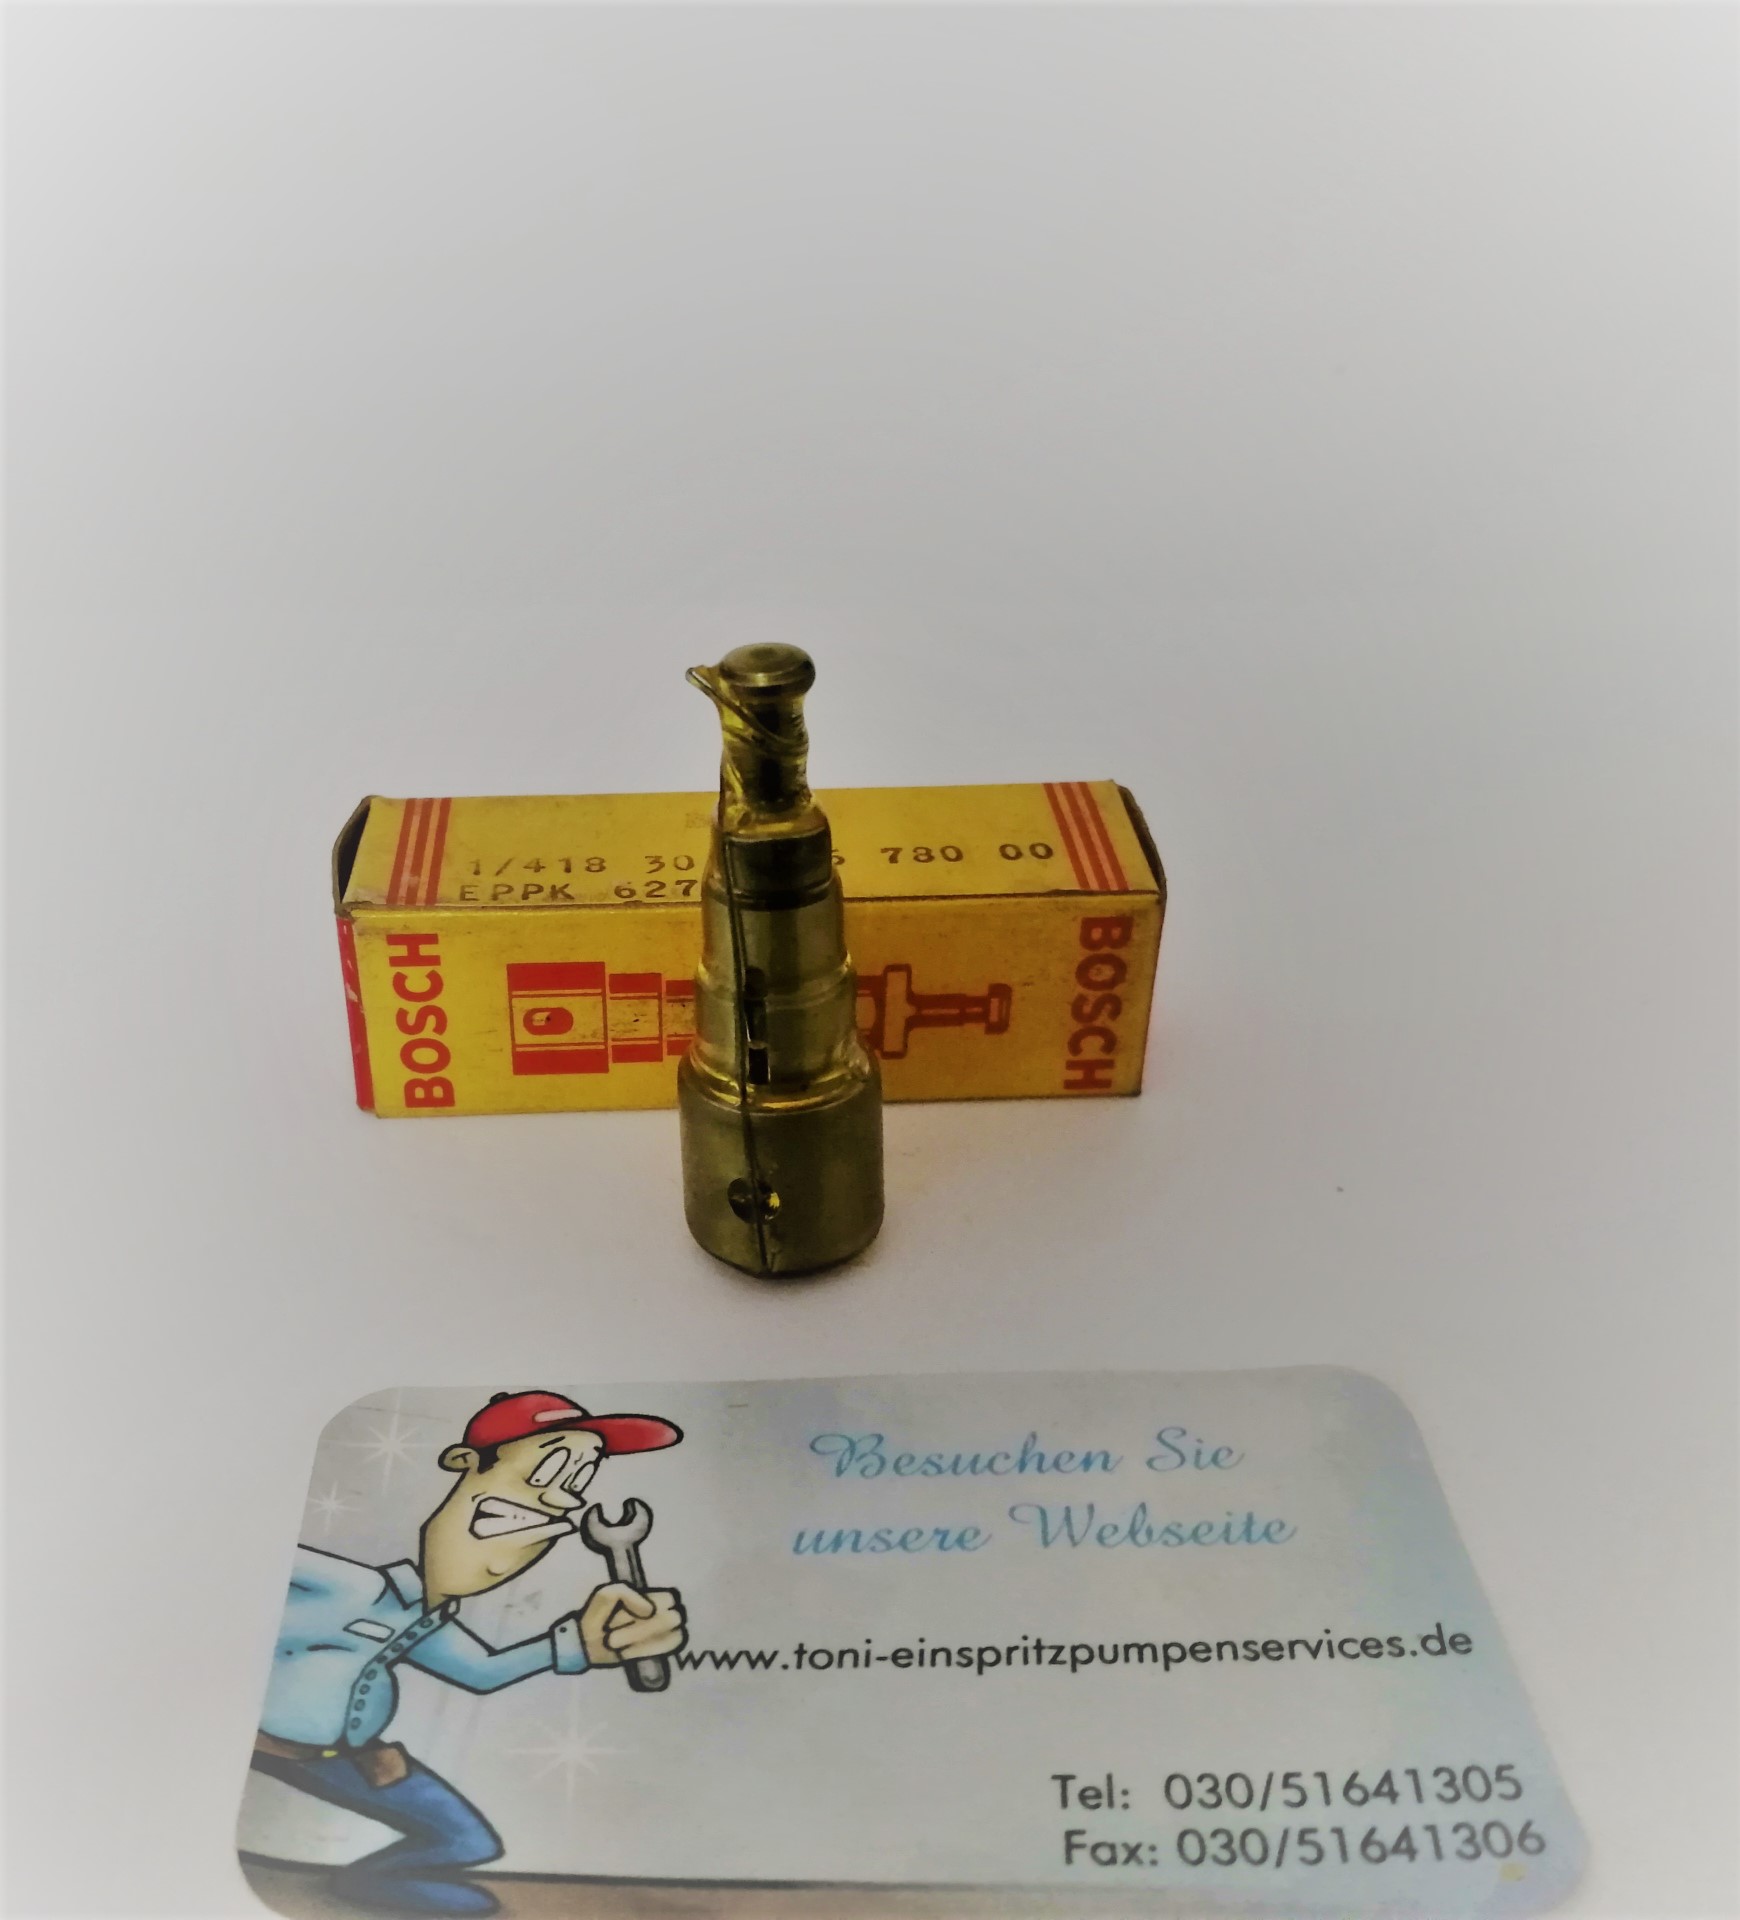 1/418 30 780 00
EPPK 627
BOSCH
BOSCH
Besuchen Sie
unsere Webseite
www.toni-einspritzpumpenservices.de
Tel: 030/51641305
Fax: 030/51641306